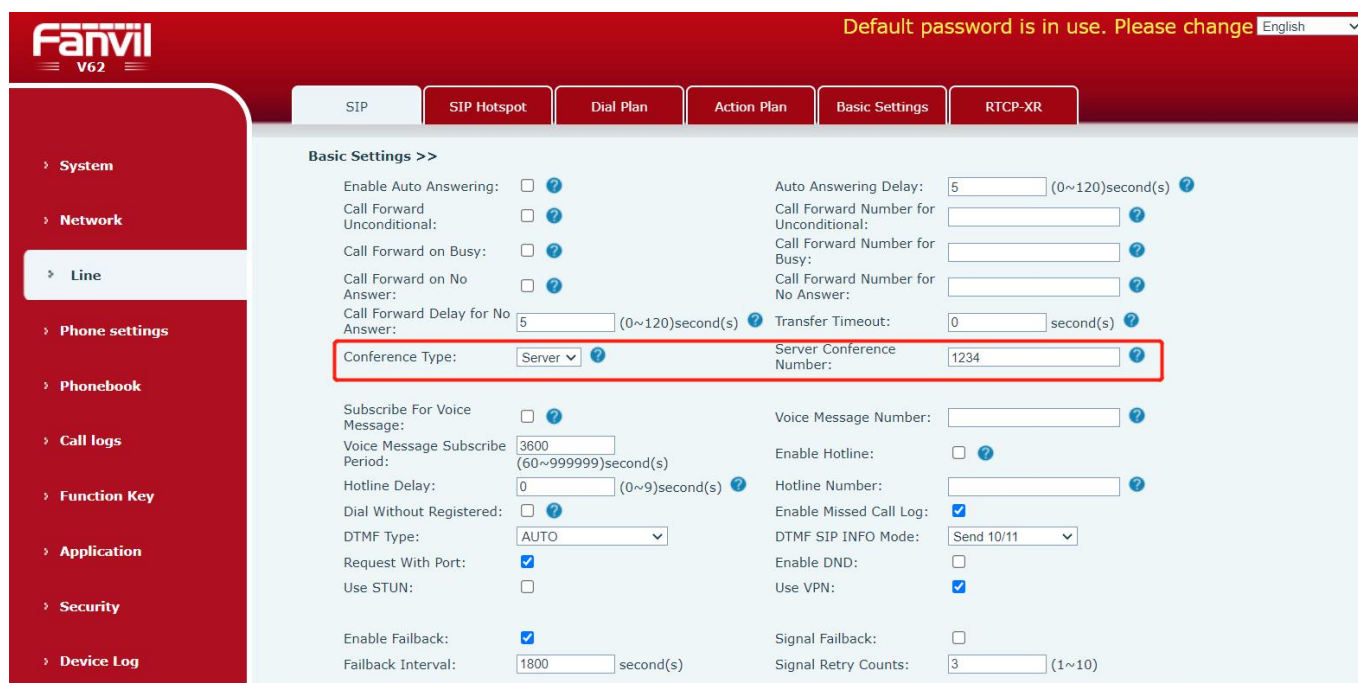 Default password is in use. Please change English
Fanvil
V62
SIP SIP Hotspot Dial Plan Action Plan Basic Settings RTCP-XR
System
Network
Line
Phone settings
Phonebook
Call logs
Function Key
Application
Security
Device Log
Basic Settings >>
Enable Auto Answering: Auto Answering Delay: 5 (0~120)second(s)
Call Forward Unconditional: Call Forward Number for Unconditional:
Call Forward on Busy: Call Forward Number for Busy:
Call Forward on No Answer: Call Forward Number for No Answer:
Call Forward Delay for No Answer: 5 (0~120)second(s) Transfer Timeout: 0 second(s)
Conference Type: Server Server Conference Number: 1234
Subscribe For Voice Message: Voice Message Number:
Voice Message Subscribe Period: 3600 (60~999999)second(s) Enable Hotline:
Hotline Delay: 0 (0~9)second(s) Hotline Number:
Dial Without Registered: Enable Missed Call Log:
DTMF Type: AUTO DTMF SIP INFO Mode: Send 10/11
Request With Port: Enable DND:
Use STUN: Use VPN:
Enable Failback: Signal Failback:
Failback Interval: 1800 second(s) Signal Retry Counts: 3 (1~10)